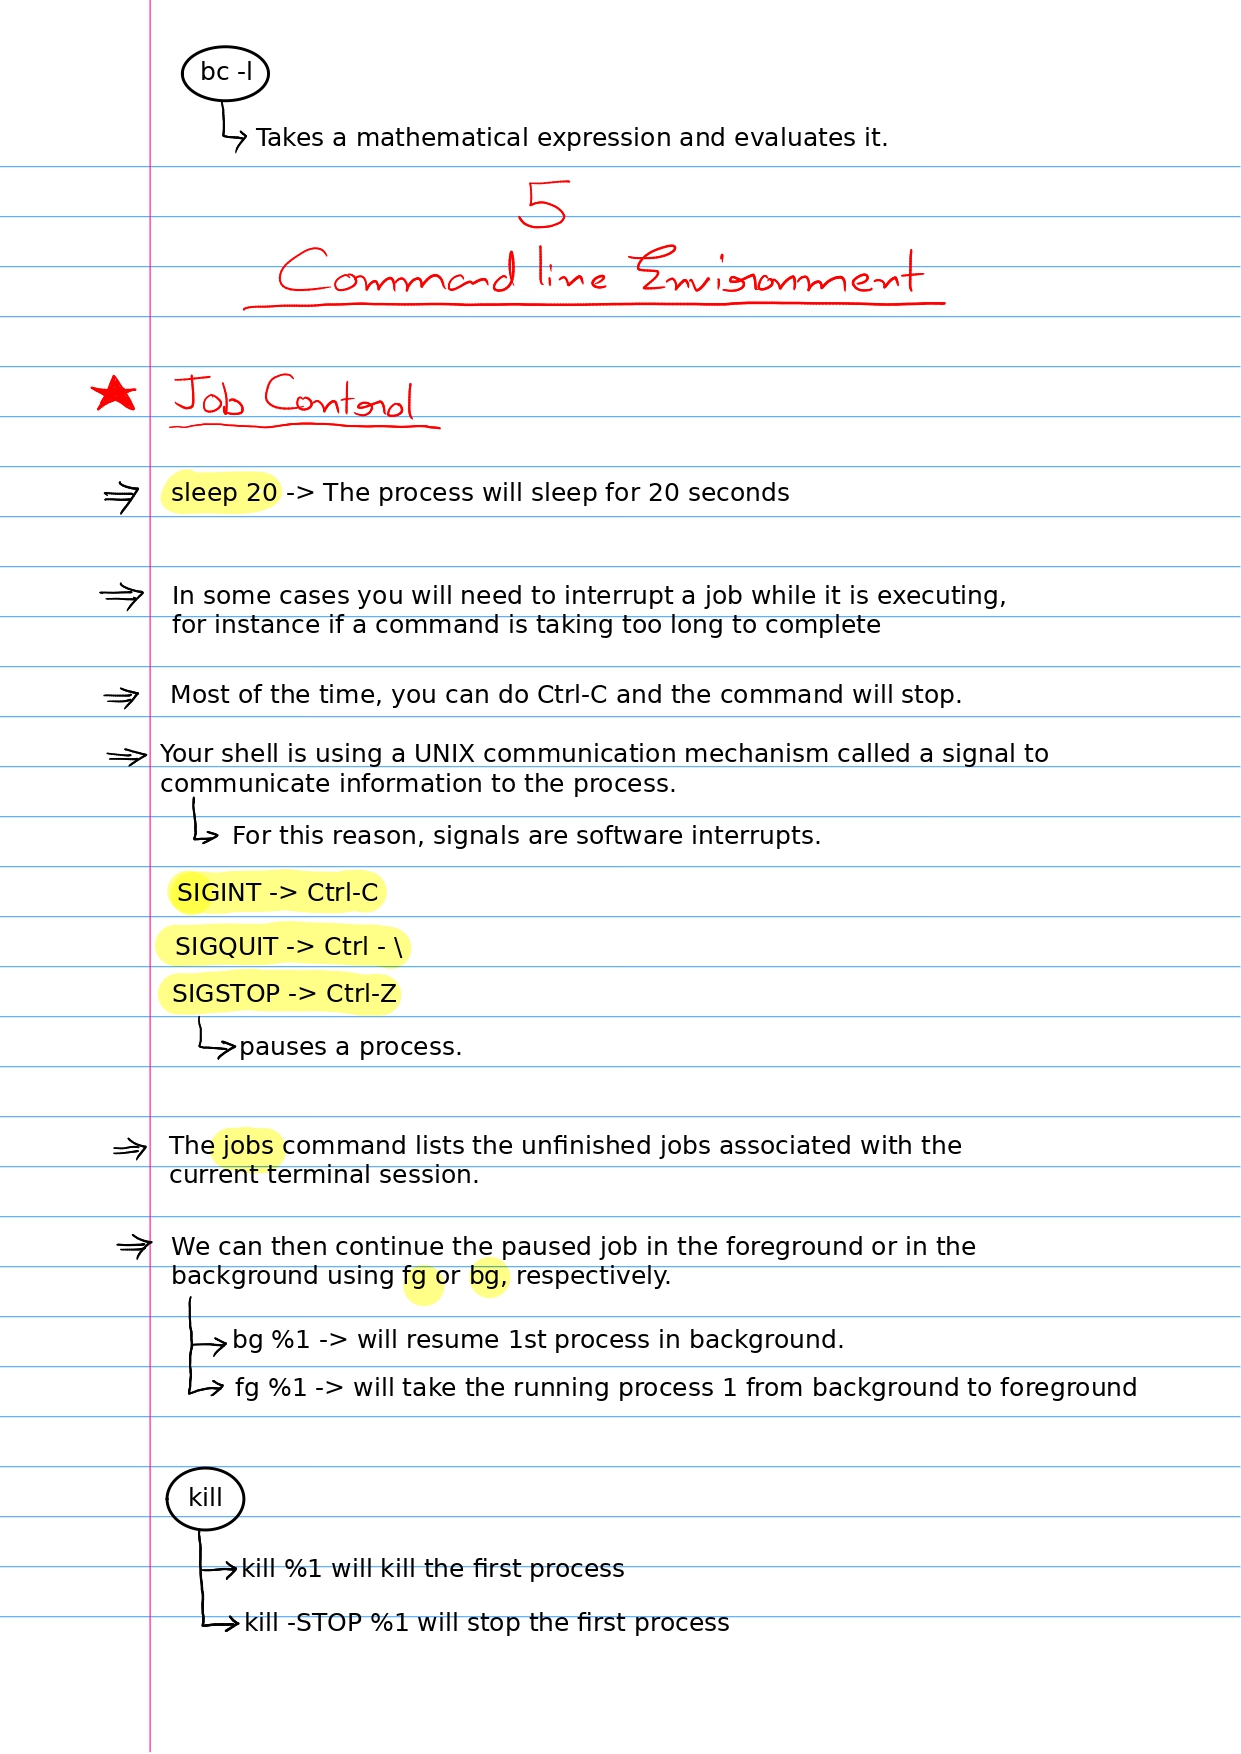 bc -l
Takes a mathematical expression and evaluates it.
5
Command line Environment
Job Control
sleep 20 -> The process will sleep for 20 seconds
In some cases you will need to interrupt a job while it is executing,
for instance if a command is taking too long to complete
Most of the time, you can do Ctrl-C and the command will stop.
Your shell is using a UNIX communication mechanism called a signal to
communicate information to the process.
For this reason, signals are software interrupts.
SIGINT -> Ctrl-C
SIGQUIT -> Ctrl - \
SIGSTOP -> Ctrl-Z
pauses a process.
The jobs command lists the unfinished jobs associated with the
current terminal session.
We can then continue the paused job in the foreground or in the
background using fg or bg, respectively.
bg %1 -> will resume 1st process in background.
fg %1 -> will take the running process 1 from background to foreground
kill
kill %1 will kill the first process
kill -STOP %1 will stop the first process